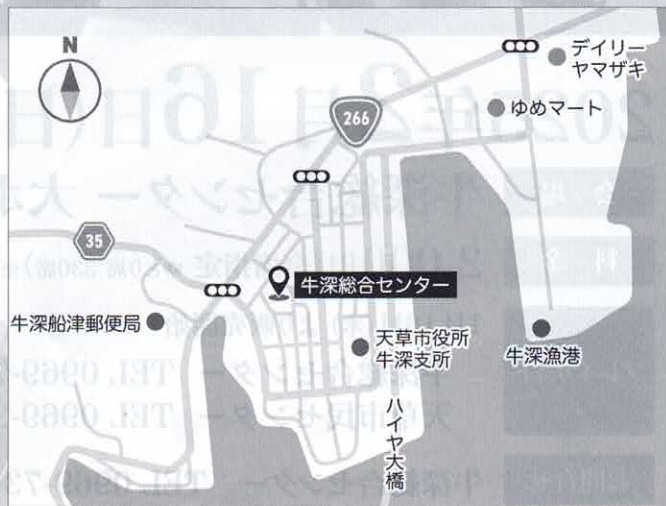 N
デイリー
ヤマザキ
ゆめマート
266
35
牛深総合センター
牛深船津郵便局
天草市役所
牛深支所
牛深漁港
ハイヤ大橋